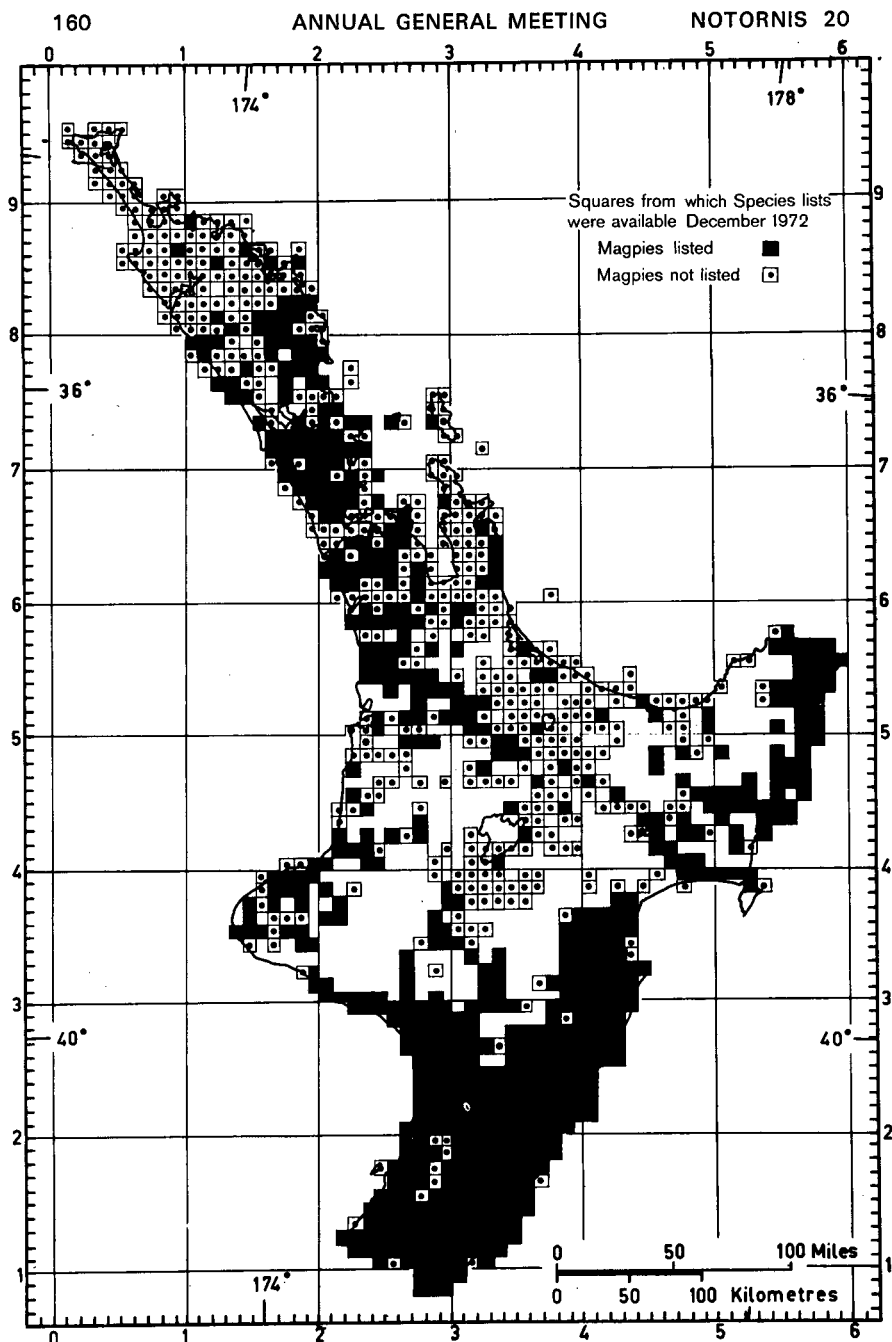 160 ANNUAL GENERAL MEETING NOTORNIS 20
0 1 2 3 4 5 6
174° 178°
9 9
Squares from which Species lists
were available December 1972
Magpies listed
Magpies not listed
8 8
36° 36°
7 7
6 6
5 5
4 4
3 3
40° 40°
2 2
0 50 100 Miles
1 1
174°
0 50 100 Kilometres
0 1 2 3 4 5 6